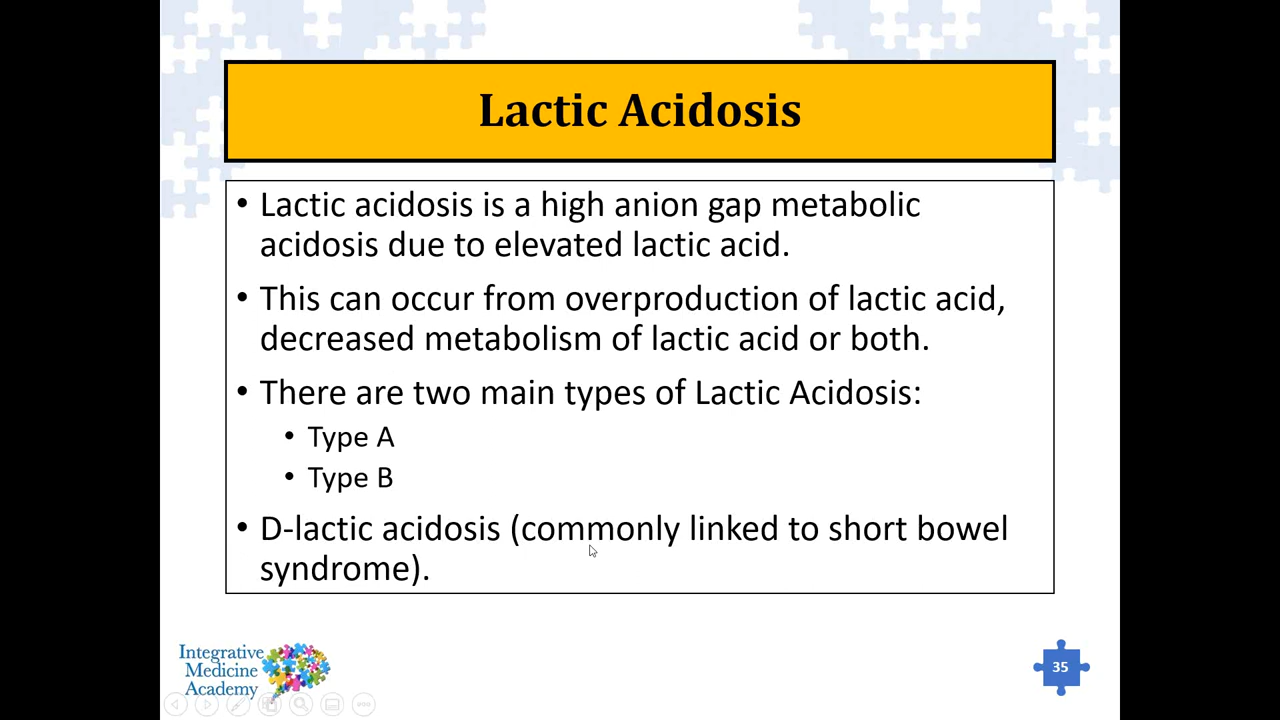 Lactic Acidosis
• Lactic acidosis is a high anion gap metabolic
acidosis due to elevated lactic acid.
• This can occur from overproduction of lactic acid,
decreased metabolism of lactic acid or both.
• There are two main types of Lactic Acidosis:
• Type A
• Type B
• D-lactic acidosis (commonly linked to short bowel
syndrome).
Integrative
Medicine
Academy
35